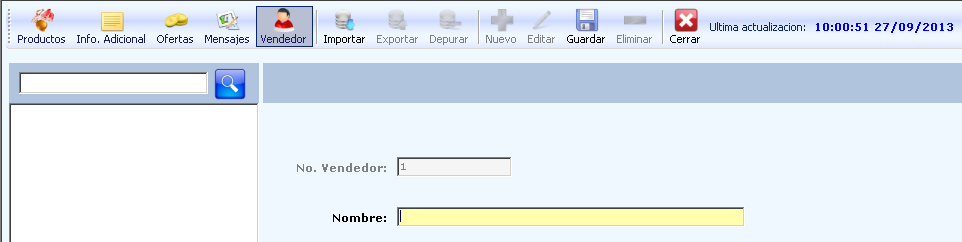 Productos Info. Adicional Ofertas Mensajes Vendedor Importar Exportar Depurar Nuevo Editar Guardar Eliminar Cerrar Ultima actualizacion: 10:00:51 27/09/2013
No. Vendedor: 1
Nombre: